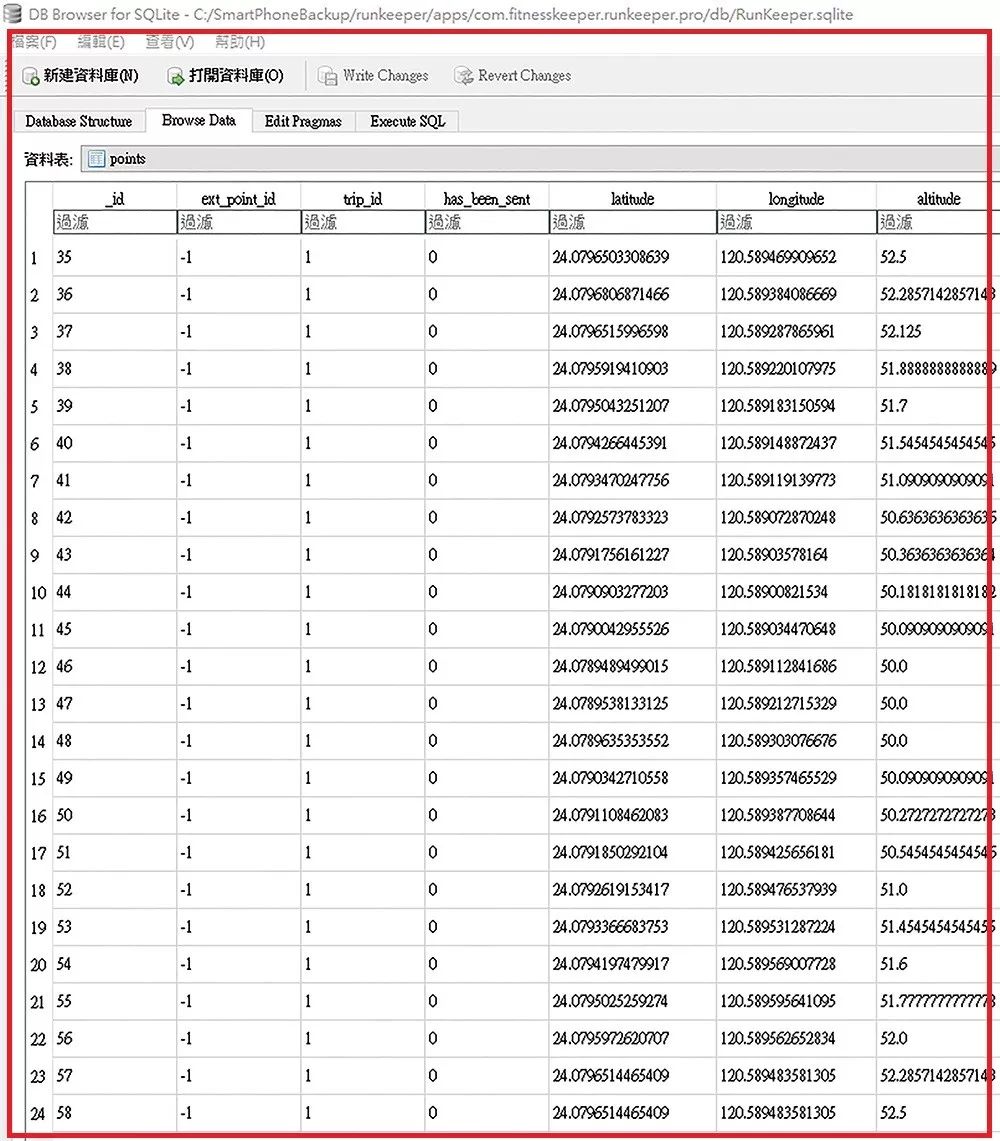 DB Browser for SQLite - C:/SmartPhoneBackup/runkeeper/apps/com.fitnesskeeper.runkeeper.pro/db/RunKeeper.sqlite
檔案(F) 編輯(E) 查看(V) 幫助(H)
新建資料庫(N) 打開資料庫(O) Write Changes Revert Changes
Database Structure Browse Data Edit Pragmas Execute SQL
資料表: points
_id ext_point_id trip_id has_been_sent latitude longitude altitude
過濾 過濾 過濾 過濾 過濾 過濾 過濾
1 35 -1 1 0 24.0796503308639 120.589469909652 52.5
2 36 -1 1 0 24.0796806871466 120.589384086669 52.2857142857143
3 37 -1 1 0 24.0796515996598 120.589287865961 52.125
4 38 -1 1 0 24.0795919410903 120.589220107975 51.8888888888889
5 39 -1 1 0 24.0795043251207 120.589183150594 51.7
6 40 -1 1 0 24.0794266445391 120.589148872437 51.5454545454545
7 41 -1 1 0 24.0793470247756 120.589119139773 51.0909090909091
8 42 -1 1 0 24.0792573783323 120.589072870248 50.6363636363636
9 43 -1 1 0 24.0791756161227 120.58903578164 50.3636363636364
10 44 -1 1 0 24.0790903277203 120.58900821534 50.1818181818182
11 45 -1 1 0 24.0790042955526 120.589034470648 50.0909090909091
12 46 -1 1 0 24.0789489499015 120.589112841686 50.0
13 47 -1 1 0 24.0789538133125 120.589212715329 50.0
14 48 -1 1 0 24.0789635353552 120.589303076676 50.0
15 49 -1 1 0 24.0790342710558 120.589357465529 50.0909090909091
16 50 -1 1 0 24.0791108462083 120.589387708644 50.2727272727273
17 51 -1 1 0 24.0791850292104 120.589425656181 50.5454545454546
18 52 -1 1 0 24.0792619153417 120.589476537939 51.0
19 53 -1 1 0 24.0793366683753 120.589531287224 51.4545454545455
20 54 -1 1 0 24.0794197479917 120.589569007728 51.6
21 55 -1 1 0 24.0795025259274 120.589595641095 51.7777777777778
22 56 -1 1 0 24.0795972620707 120.589562652834 52.0
23 57 -1 1 0 24.0796514465409 120.589483581305 52.2857142857143
24 58 -1 1 0 24.0796514465409 120.589483581305 52.5